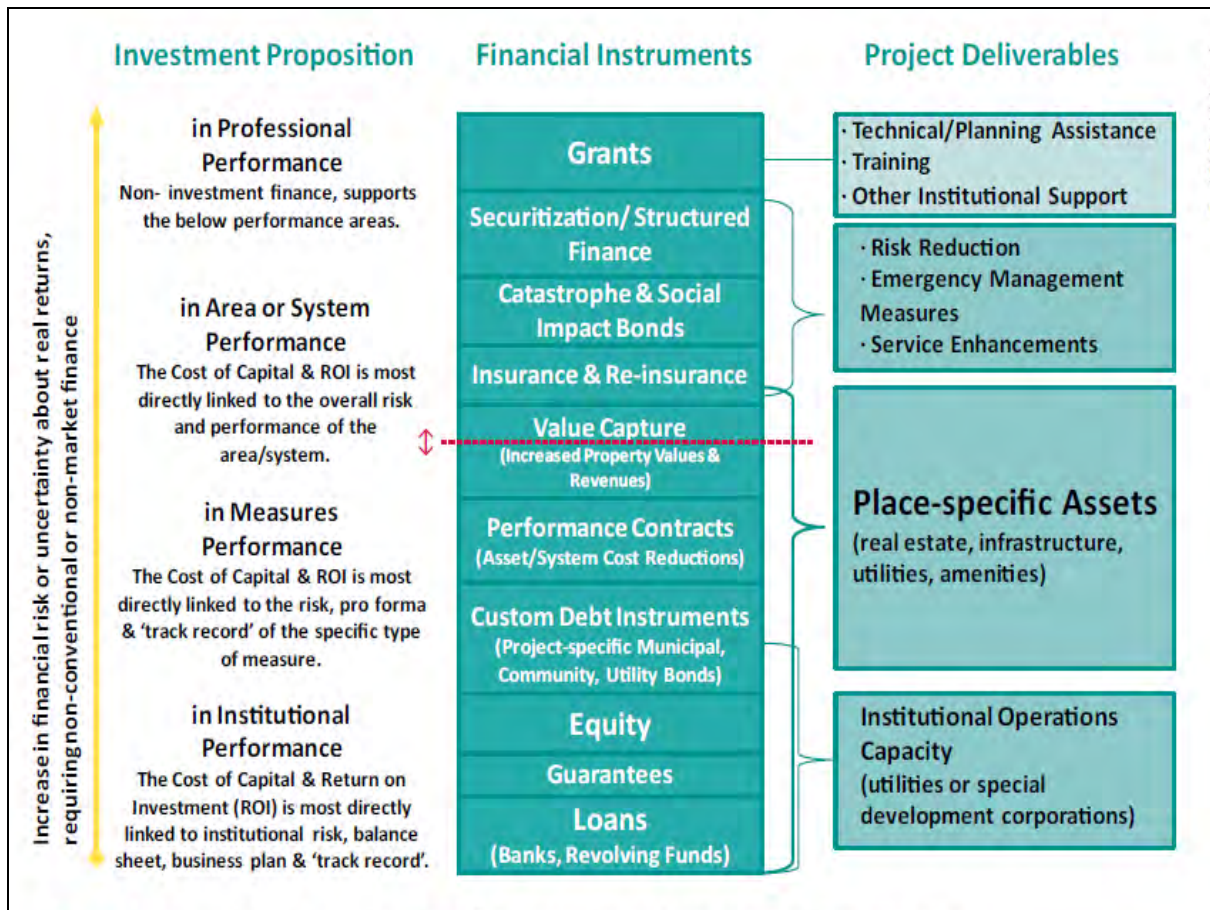 Investment Proposition
Financial Instruments
Project Deliverables
Increase in financial risk or uncertainty about real returns,
requiring non-conventional or non-market finance
in Professional
Performance
Non- investment finance, supports
the below performance areas.
in Area or System
Performance
The Cost of Capital & ROI is most
directly linked to the overall risk
and performance of the
area/system.
in Measures
Performance
The Cost of Capital & ROI is most
directly linked to the risk, pro forma
& ‘track record’ of the specific type
of measure.
in Institutional
Performance
The Cost of Capital & Return on
Investment (ROI) is most directly
linked to institutional risk, balance
sheet, business plan & ‘track record’.
Grants
Securitization/ Structured
Finance
Catastrophe & Social
Impact Bonds
Insurance & Re-insurance
Value Capture
(Increased Property Values &
Revenues)
Performance Contracts
(Asset/System Cost Reductions)
Custom Debt Instruments
(Project-specific Municipal,
Community, Utility Bonds)
Equity
Guarantees
Loans
(Banks, Revolving Funds)
· Technical/Planning Assistance
· Training
· Other Institutional Support
· Risk Reduction
· Emergency Management
Measures
· Service Enhancements
Place-specific Assets
(real estate, infrastructure,
utilities, amenities)
Institutional Operations
Capacity
(utilities or special
development corporations)